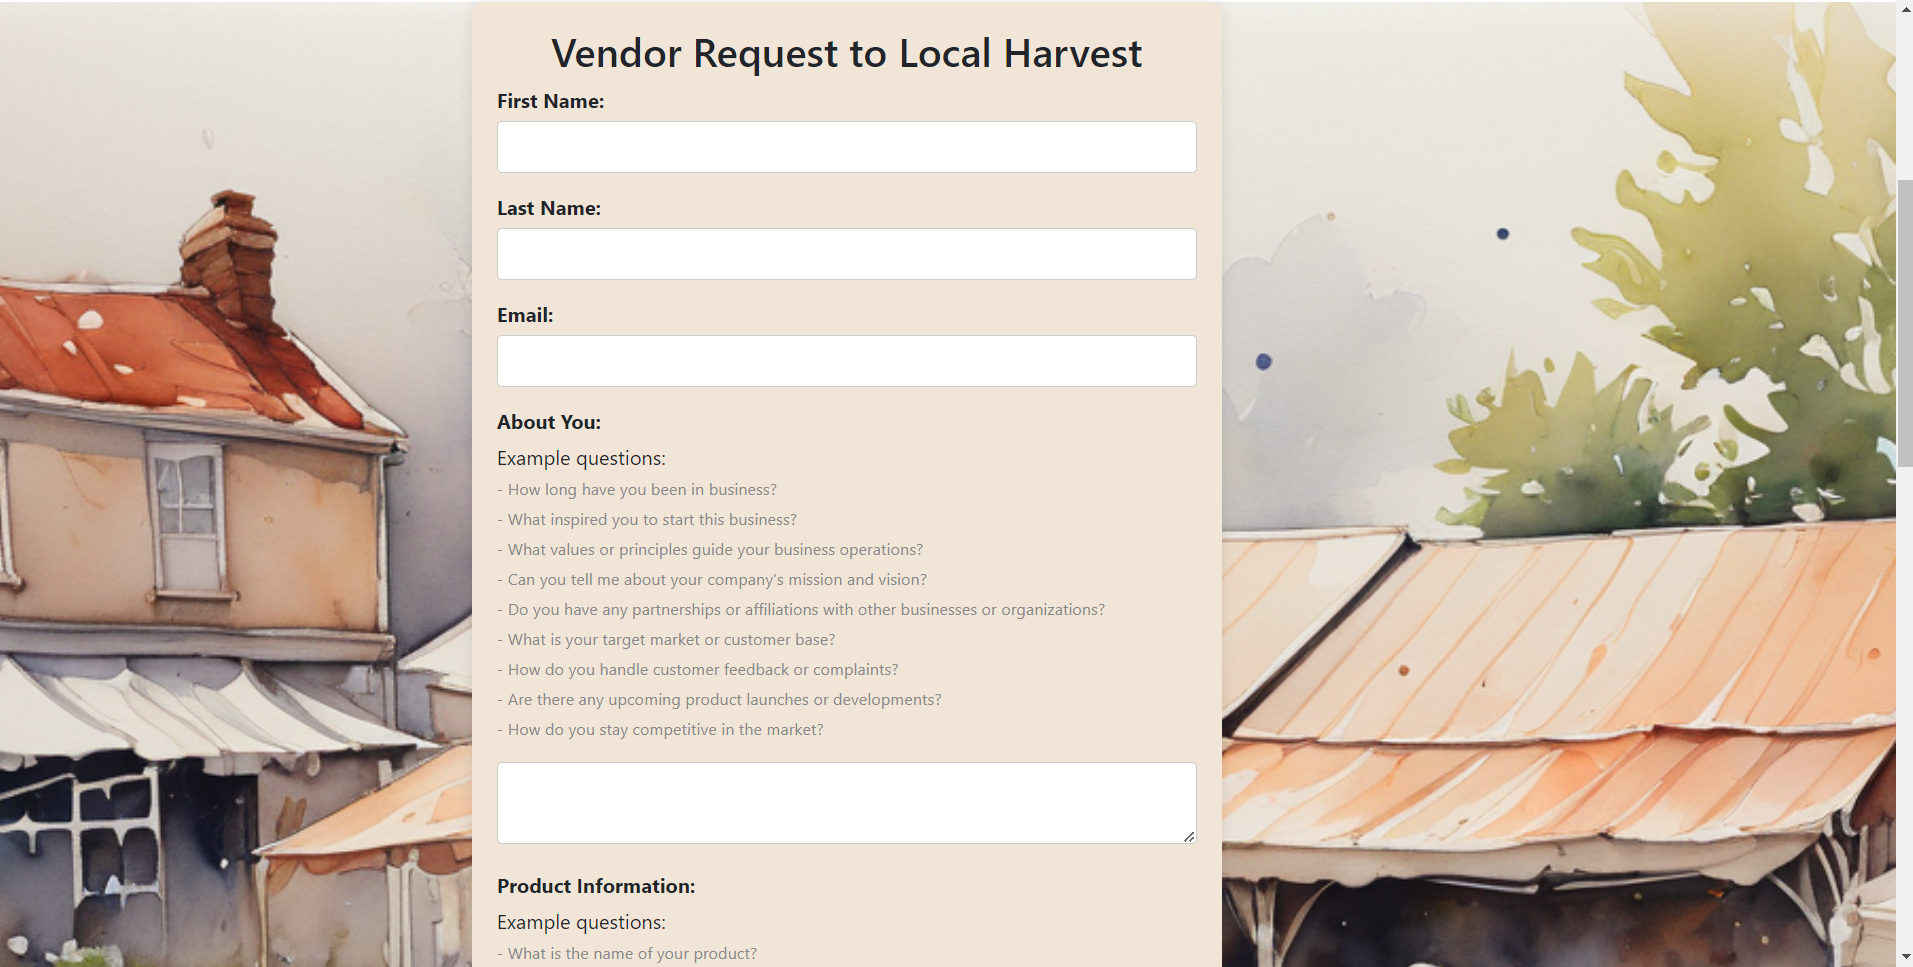 Vendor Request to Local Harvest
First Name:
Last Name:
Email:
About You:
Example questions:
- How long have you been in business?
- What inspired you to start this business?
- What values or principles guide your business operations?
- Can you tell me about your company's mission and vision?
- Do you have any partnerships or affiliations with other businesses or organizations?
- What is your target market or customer base?
- How do you handle customer feedback or complaints?
- Are there any upcoming product launches or developments?
- How do you stay competitive in the market?
Product Information:
Example questions:
- What is the name of your product?